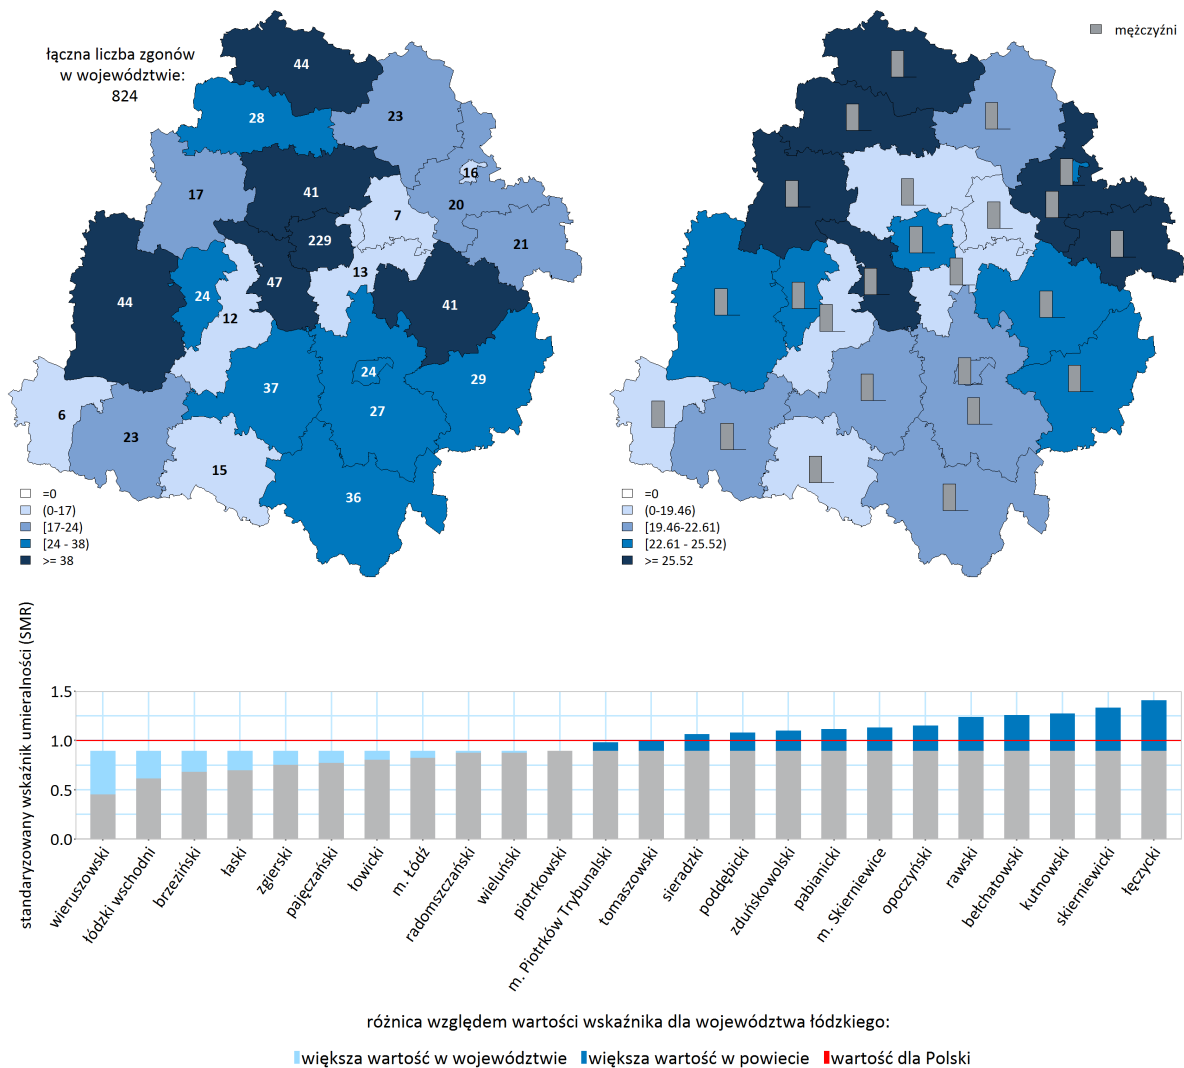 łączna liczba zgonów
w województwie:
824
44
28
23
16
17
41
7
20
229
21
13
47
24
44
12
41
37
24
29
27
6
23
15
36
=0
(0-17)
[17-24)
[24 - 38)
>= 38
mężczyźni
=0
(0-19.46)
[19.46-22.61)
[22.61 - 25.52)
>= 25.52
standaryzowany wskaźnik umieralności (SMR)
1.5
1.0
0.5
0.0
wieruszowski
łódzki wschodni
brzeziński
łaski
zgierski
pajęczański
łowicki
m. Łódź
radomszczański
wieluński
piotrkowski
m. Piotrków Trybunalski
tomaszowski
sieradzki
poddębicki
zduńskowolski
pabianicki
m. Skierniewice
opoczyński
rawski
bełchatowski
kutnowski
skierniewicki
łęczycki
różnica względem wartości wskaźnika dla województwa łódzkiego:
większa wartość w województwie
większa wartość w powiecie
wartość dla Polski